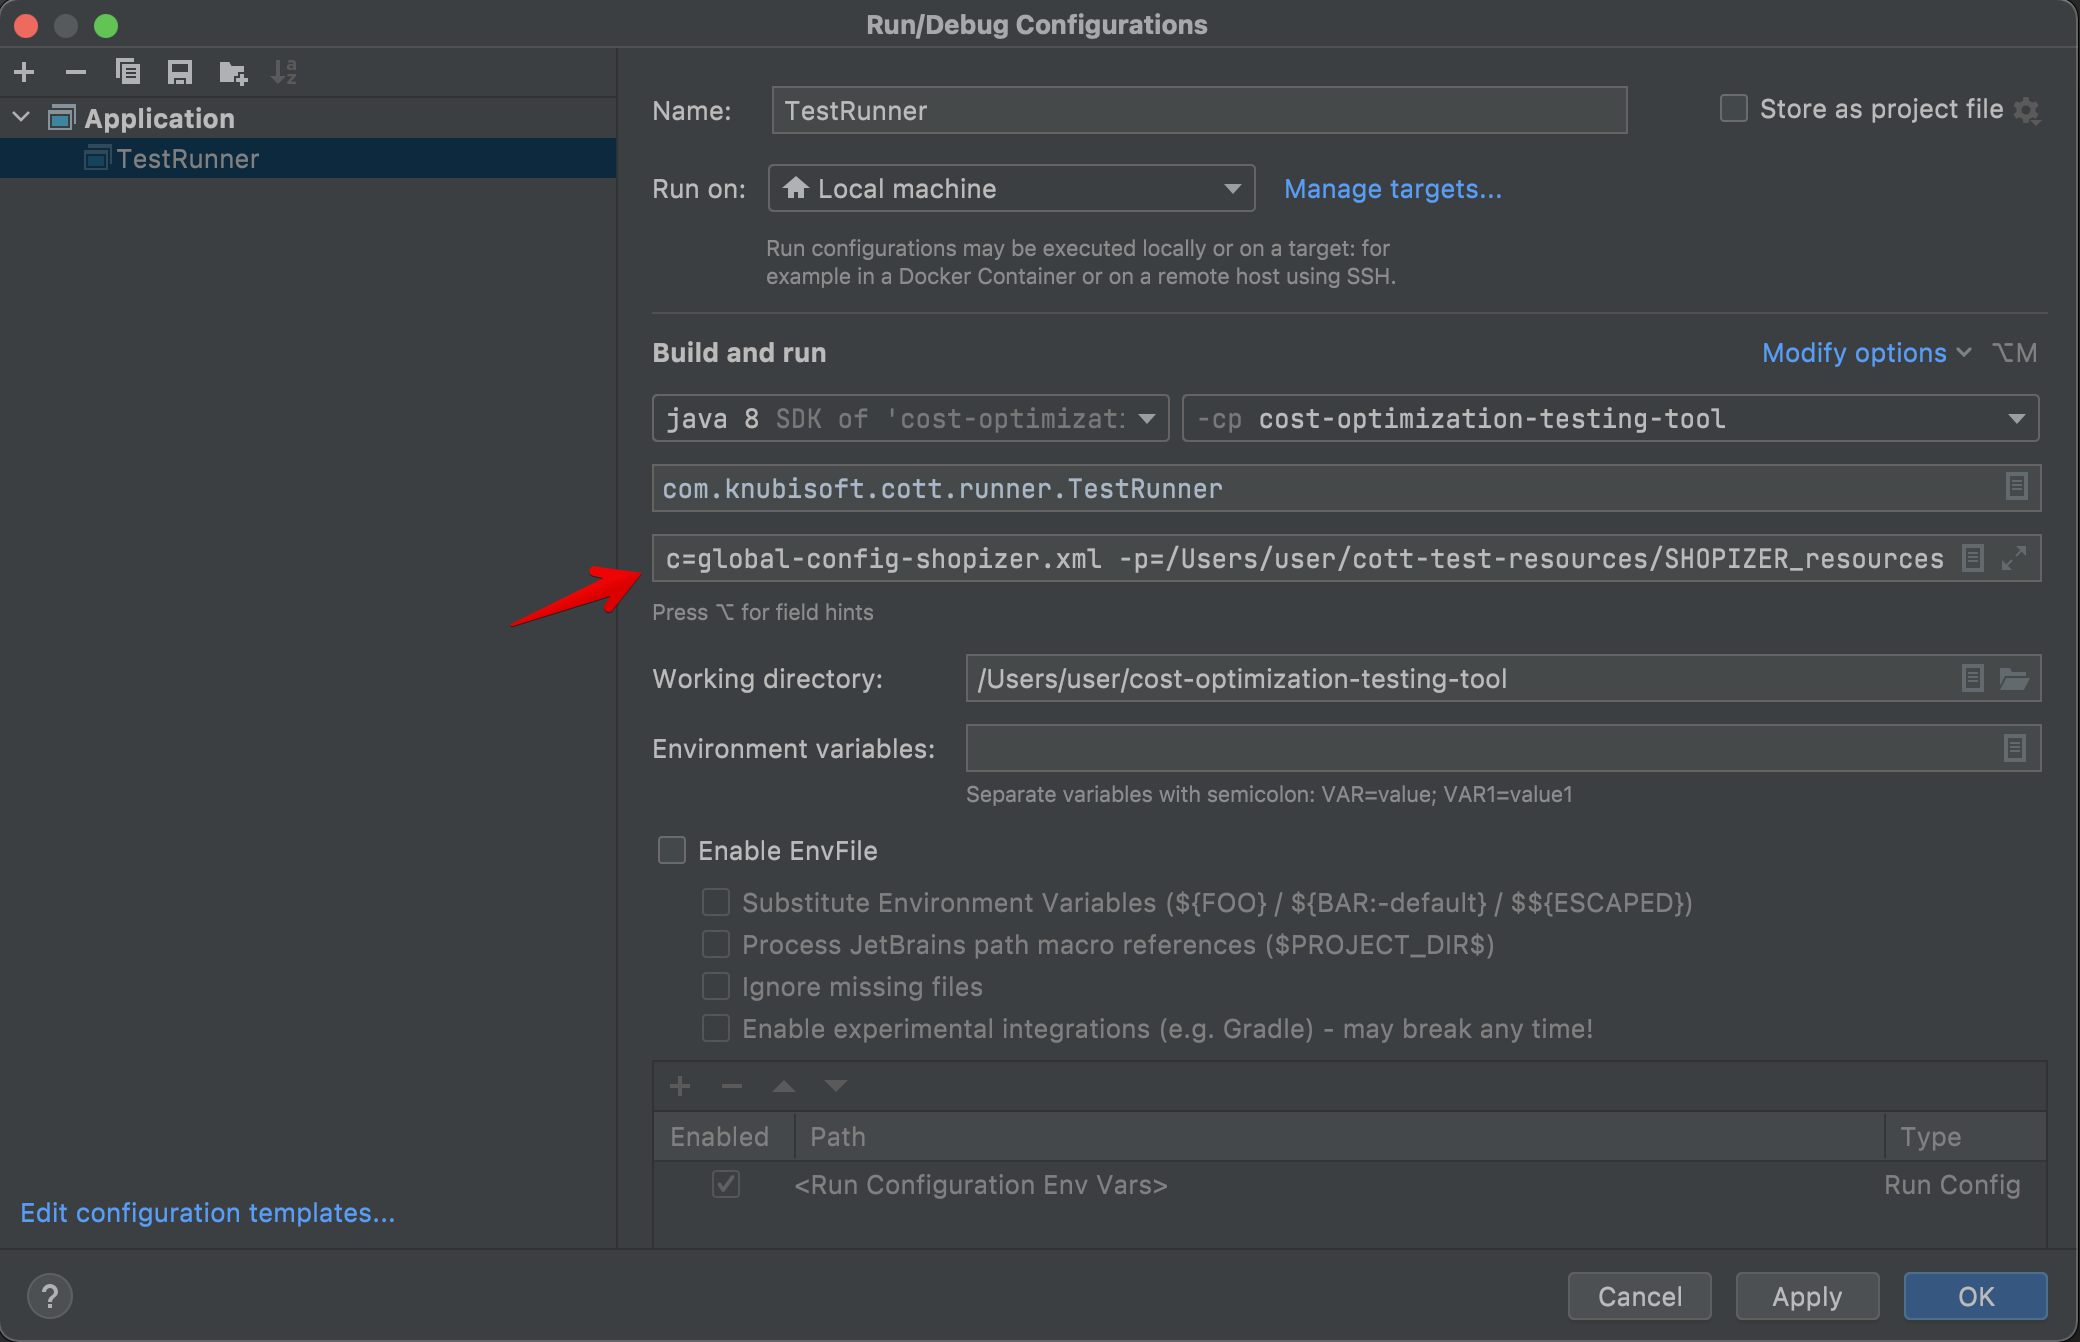 Run/Debug Configurations
Application
TestRunner
Edit configuration templates...
Name: TestRunner
Store as project file
Run on: Local machine
Manage targets...
Run configurations may be executed locally or on a target: for
example in a Docker Container or on a remote host using SSH.
Build and run
Modify options ⌥M
java 8 SDK of 'cost-optimizati
-cp cost-optimization-testing-tool
com.knubisoft.cott.runner.TestRunner
c=global-config-shopizer.xml -p=/Users/user/cott-test-resources/SHOPIZER_resources
Press ⌥ for field hints
Working directory: /Users/user/cost-optimization-testing-tool
Environment variables:
Separate variables with semicolon: VAR=value; VAR1=value1
Enable EnvFile
Substitute Environment Variables (${FOO} / ${BAR:-default} / $${ESCAPED})
Process JetBrains path macro references ($PROJECT_DIR$)
Ignore missing files
Enable experimental integrations (e.g. Gradle) - may break any time!
Enabled Path Type
<Run Configuration Env Vars> Run Config
? Cancel Apply OK